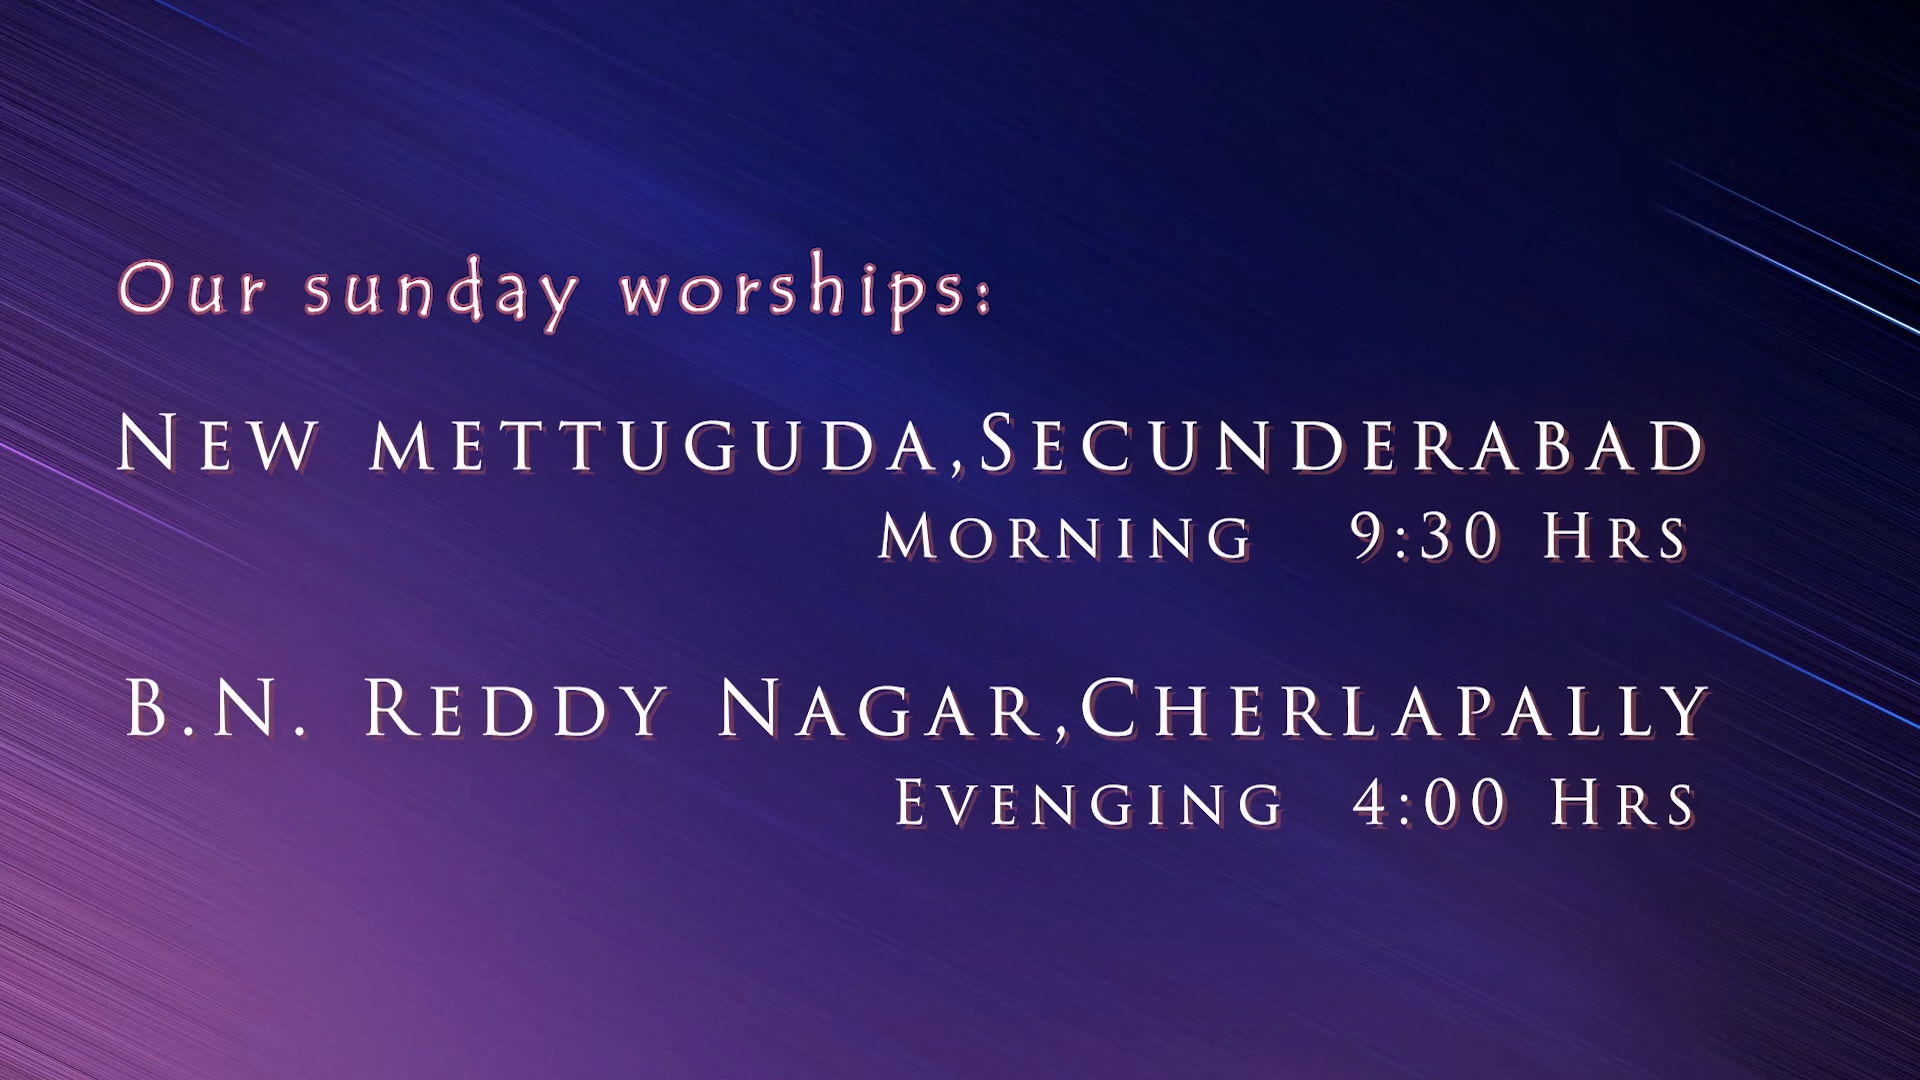 Our sunday worships:
New mettuguda,Secunderabad
Morning 9:30 Hrs
B.N. Reddy Nagar,Cherlapally
Evenging 4:00 Hrs